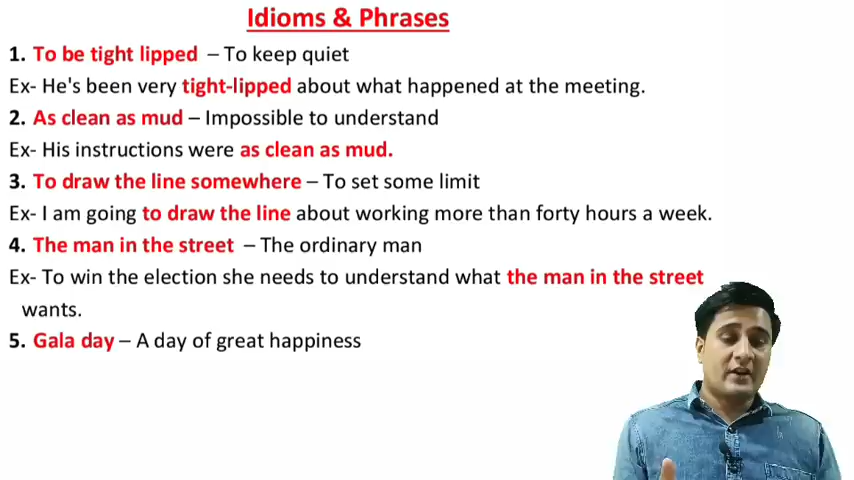 Idioms & Phrases
1. To be tight lipped – To keep quiet
Ex- He's been very tight-lipped about what happened at the meeting.
2. As clean as mud – Impossible to understand
Ex- His instructions were as clean as mud.
3. To draw the line somewhere – To set some limit
Ex- I am going to draw the line about working more than forty hours a week.
4. The man in the street – The ordinary man
Ex- To win the election she needs to understand what the man in the street
wants.
5. Gala day – A day of great happiness